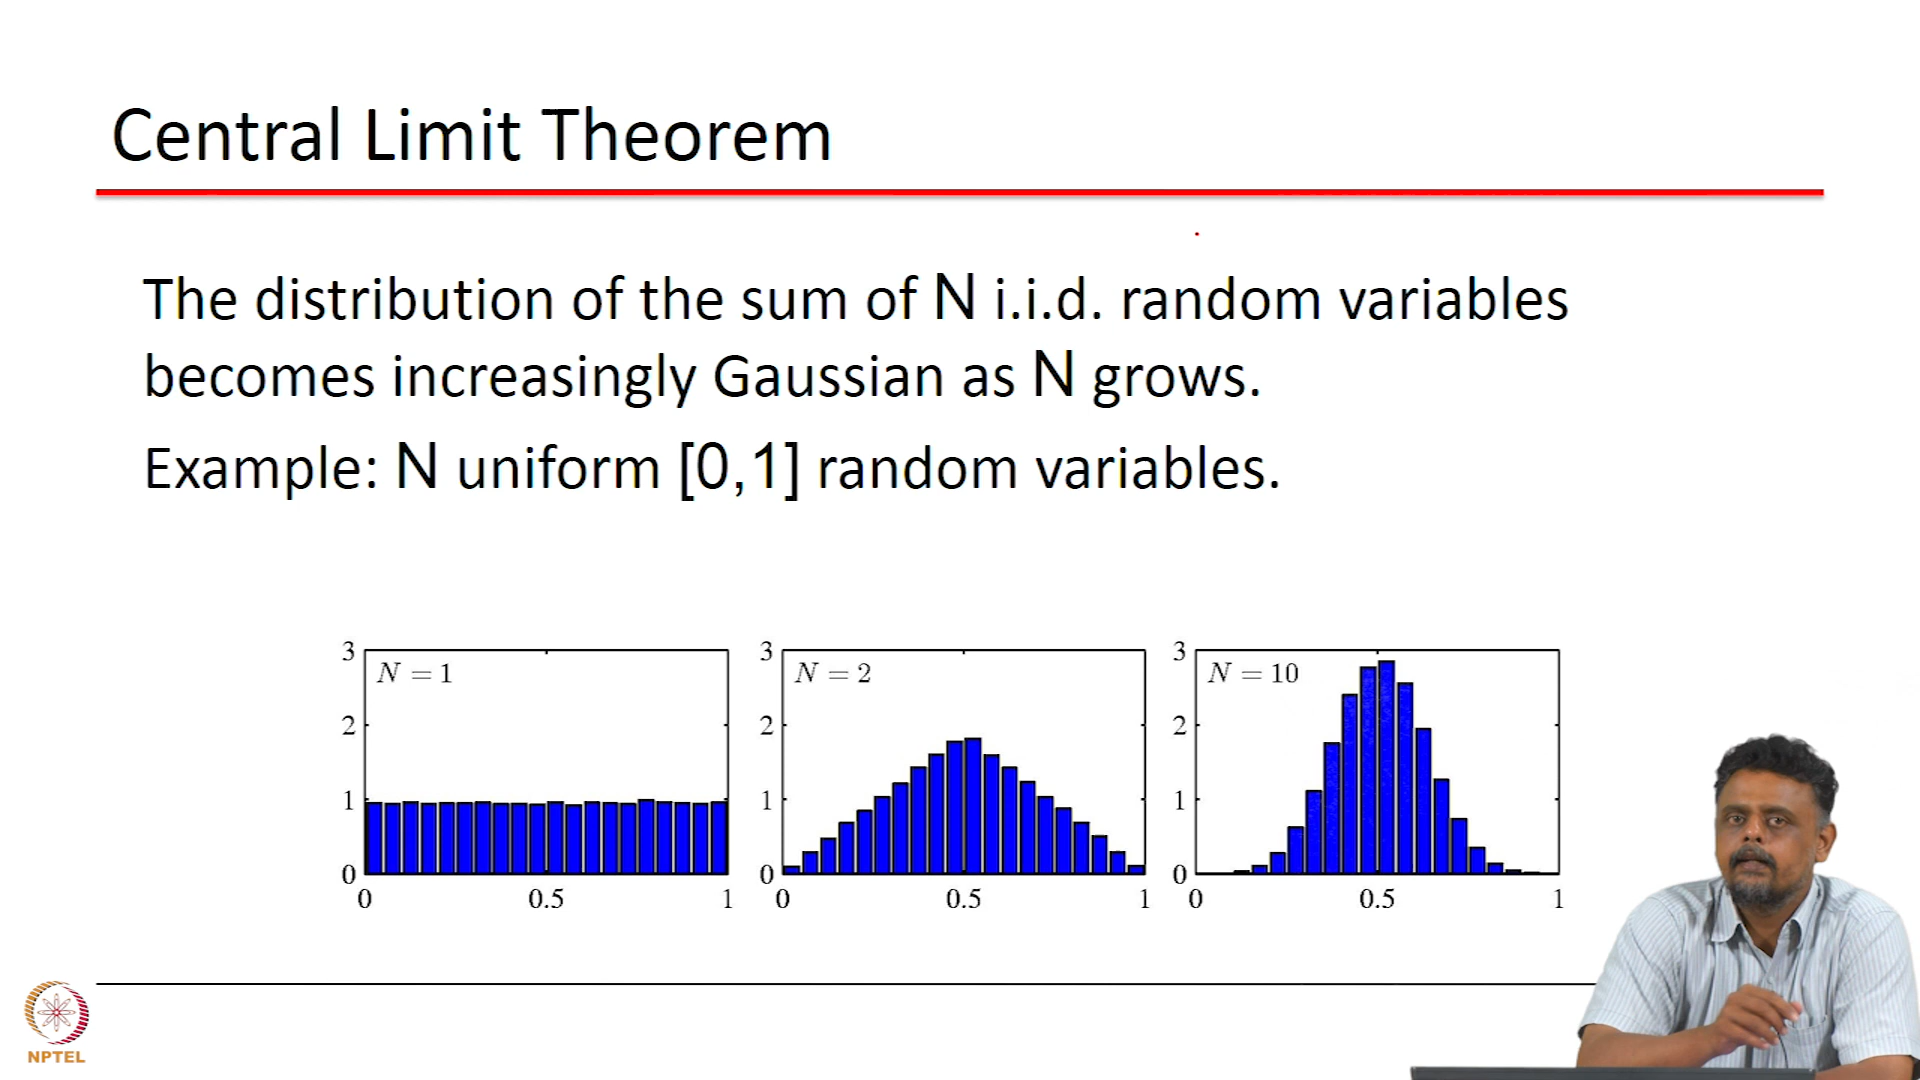 Central Limit Theorem
The distribution of the sum of N i.i.d. random variables
becomes increasingly Gaussian as N grows.
Example: N uniform [0,1] random variables.
3 N = 1
2
1
0
0 0.5 1
3 N = 2
2
1
0
0 0.5 1
3 N = 10
2
1
0
0 0.5 1
NPTEL